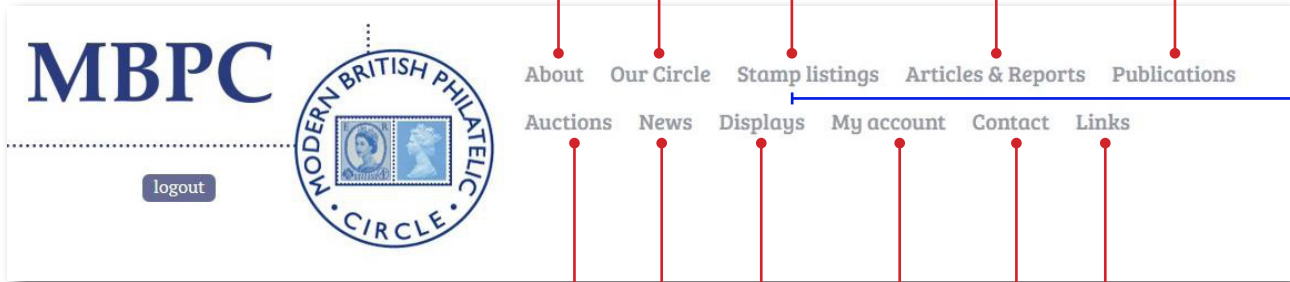 MBPC
MODERN BRITISH PHILATELIC
· CIRCLE ·
About Our Circle Stamp listings Articles & Reports Publications
Auctions News Displays My account Contact Links
logout